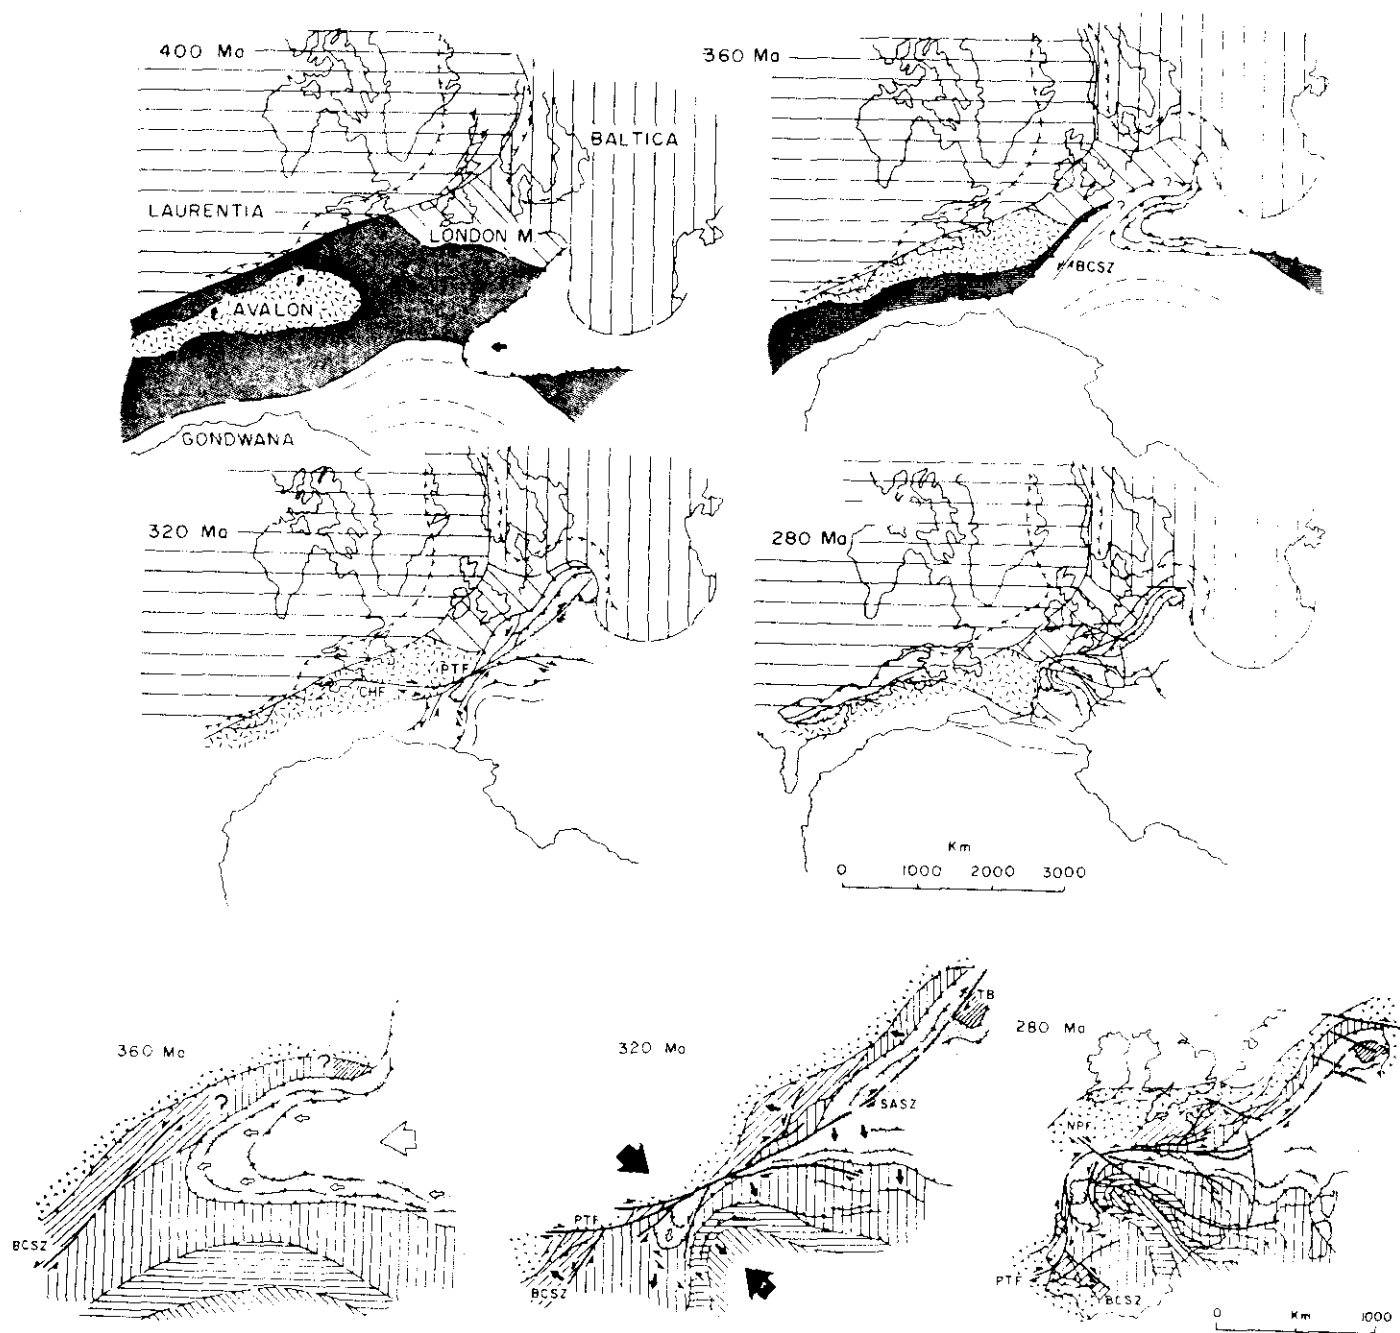 400 Ma
360 Ma
BALTICA
LAURENTIA
LONDON M.
BCSZ
AVALON
GONDWANA
320 Ma
280 Ma
PTF
CHF
Km
0 1000 2000 3000
360 Ma
?
?
BCSZ
320 Ma
TB
SASZ
PTF
BCSZ
280 Ma
NPF
PTF
BCSZ
0 Km 1000